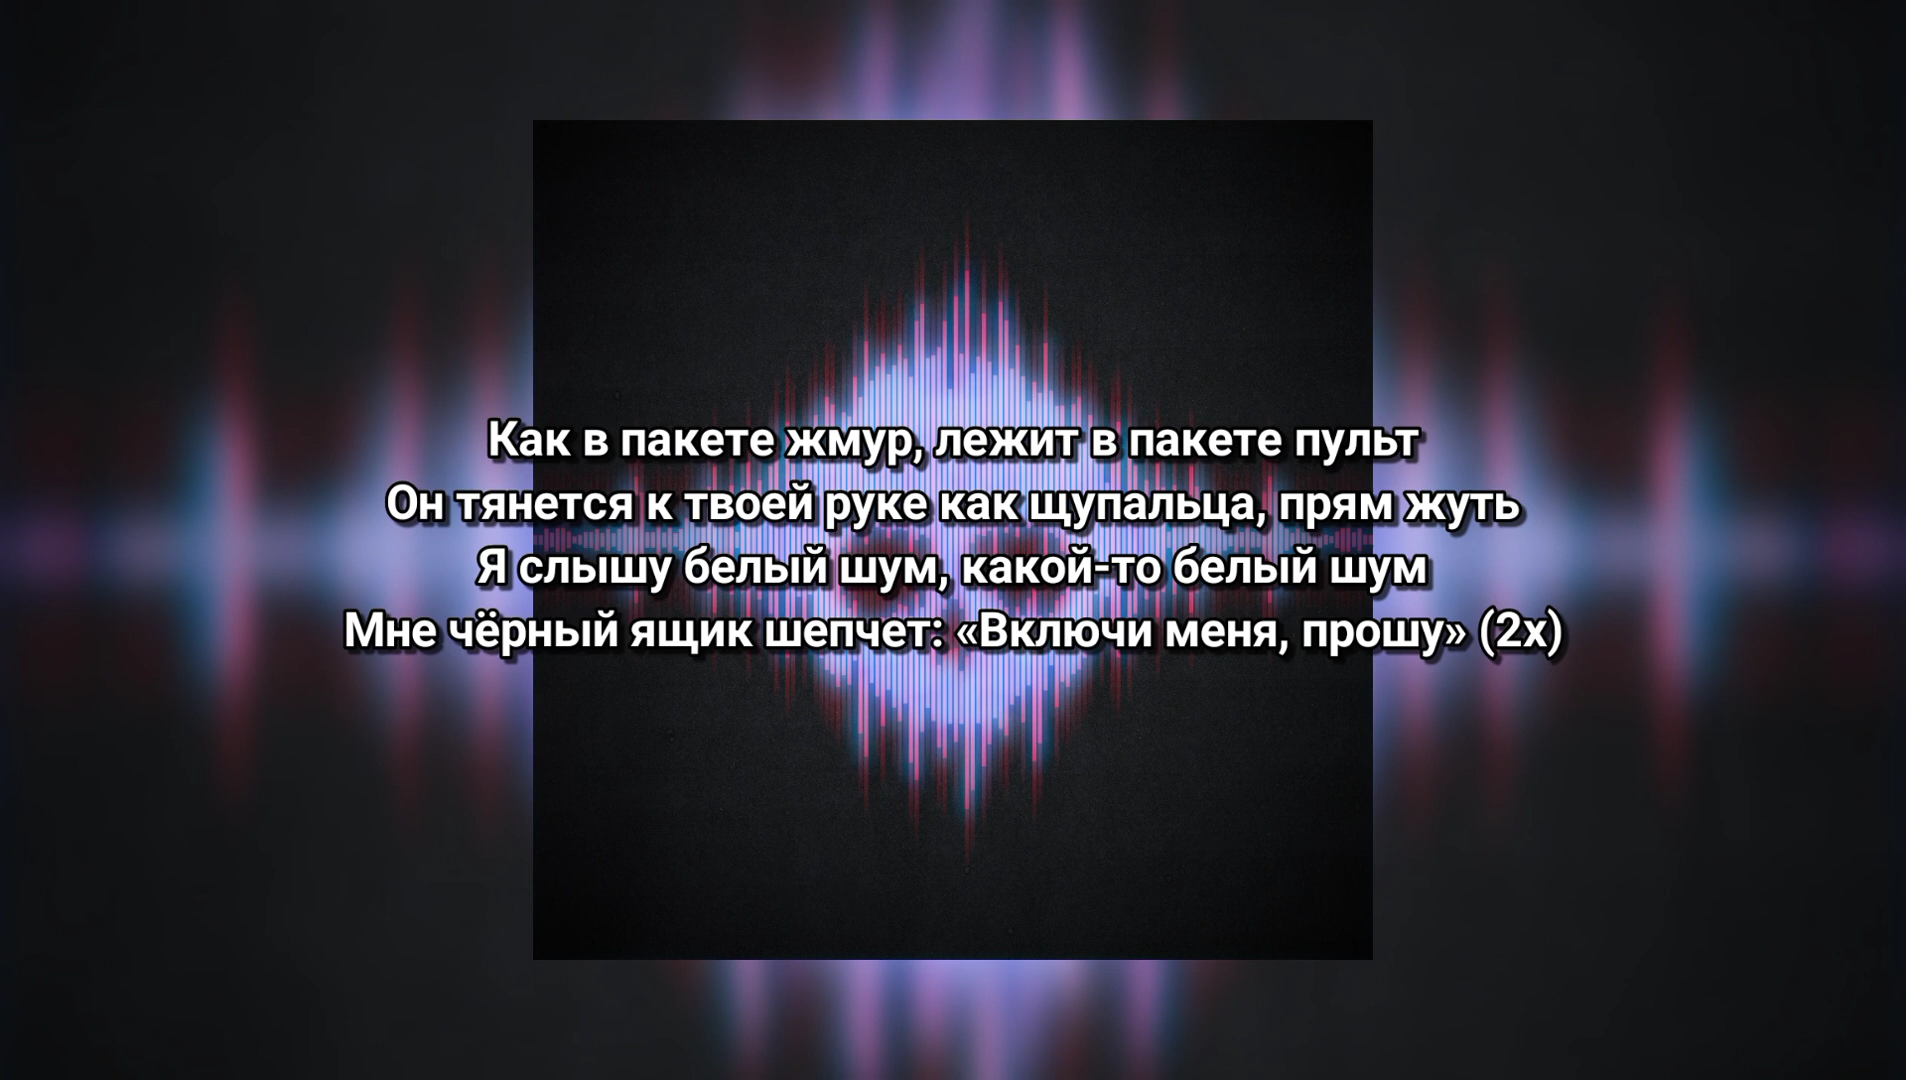 Как в пакете жмур, лежит в пакете пульт
Он тянется к твоей руке как щупальца, прям жуть
Я слышу белый шум, какой-то белый шум
Мне чёрный ящик шепчет: «Включи меня, прошу» (2x)